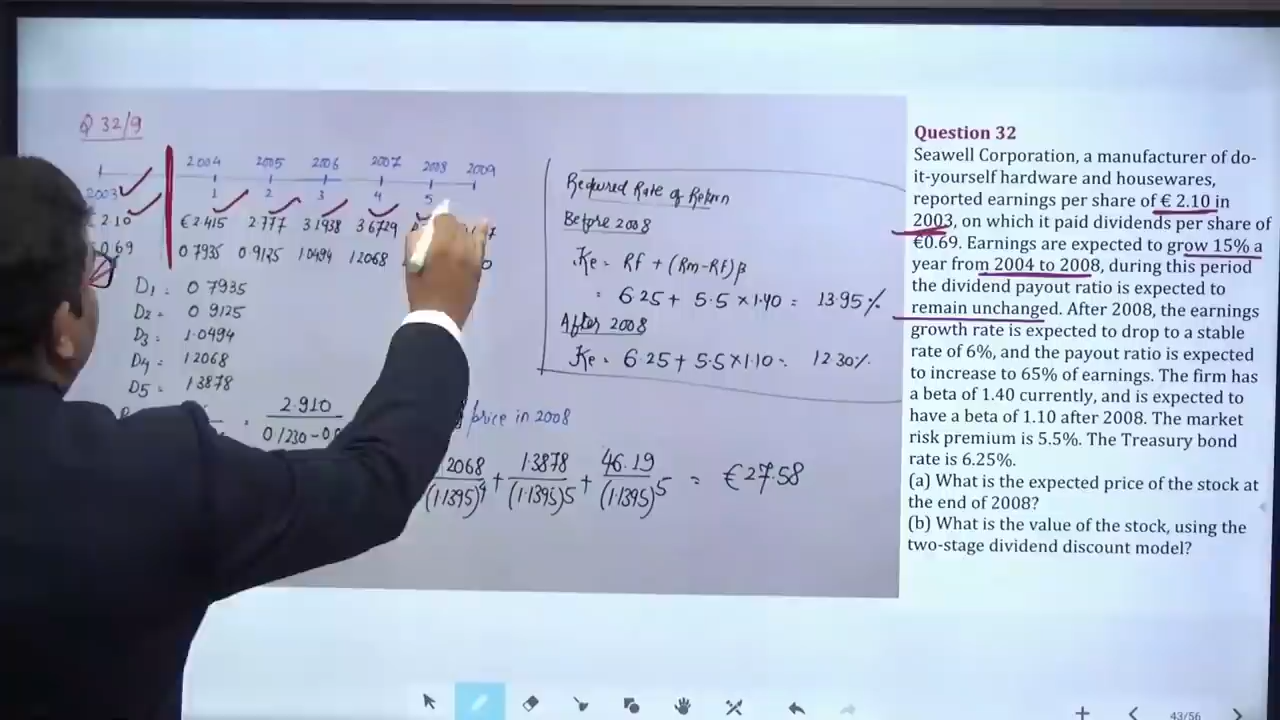 Q 32/9
2004 2005 2006 2007 2008 2009
2003 1 2 3 4 5
2.10 €2.415 2.777 3.1938 3.6729
0.69 0.7935 0.9125 1.0494 1.2068
D1 = 0.7935
D2 = 0.9125
D3 = 1.0494
D4 = 1.2068
D5 = 1.3878
2.910
price in 2008
2068 + 1.3878 + 46.19 = €27.58
(1.1395)4 (1.1395)5 (1.1395)5
Required Rate of Return
Before 2008
Ke = Rf + (Rm-Rf)β
= 6.25 + 5.5 × 1.40 = 13.95%
After 2008
Ke = 6.25 + 5.5 × 1.10 = 12.30%
Question 32
Seawell Corporation, a manufacturer of do-
it-yourself hardware and housewares,
reported earnings per share of € 2.10 in
2003, on which it paid dividends per share of
€0.69. Earnings are expected to grow 15% a
year from 2004 to 2008, during this period
the dividend payout ratio is expected to
remain unchanged. After 2008, the earnings
growth rate is expected to drop to a stable
rate of 6%, and the payout ratio is expected
to increase to 65% of earnings. The firm has
a beta of 1.40 currently, and is expected to
have a beta of 1.10 after 2008. The market
risk premium is 5.5%. The Treasury bond
rate is 6.25%.
(a) What is the expected price of the stock at
the end of 2008?
(b) What is the value of the stock, using the
two-stage dividend discount model?
43/56